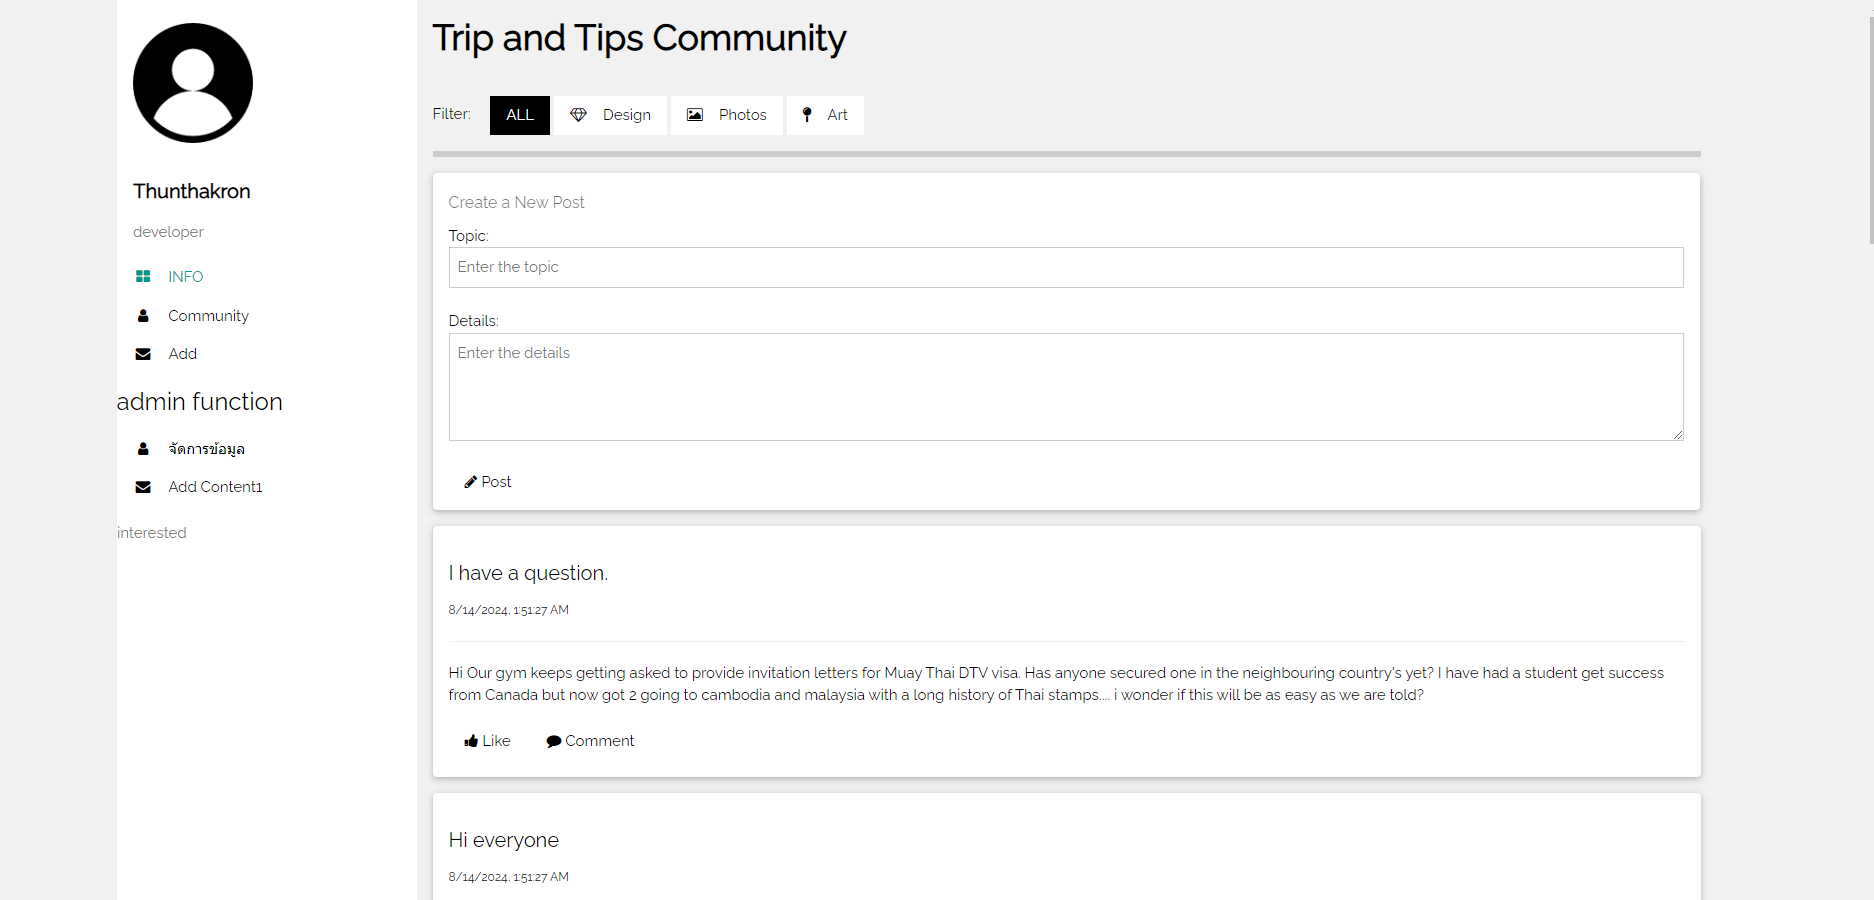 Thunthakron
developer
INFO
Community
Add
admin function
จัดการข้อมูล
Add Content1
interested
Trip and Tips Community
Filter: ALL Design Photos Art
Create a New Post
Topic:
Enter the topic
Details:
Enter the details
Post
I have a question.
8/14/2024, 1:51:27 AM
Hi Our gym keeps getting asked to provide invitation letters for Muay Thai DTV visa. Has anyone secured one in the neighbouring country's yet? I have had a student get success
from Canada but now got 2 going to cambodia and malaysia with a long history of Thai stamps.... i wonder if this will be as easy as we are told?
Like Comment
Hi everyone
8/14/2024, 1:51:27 AM